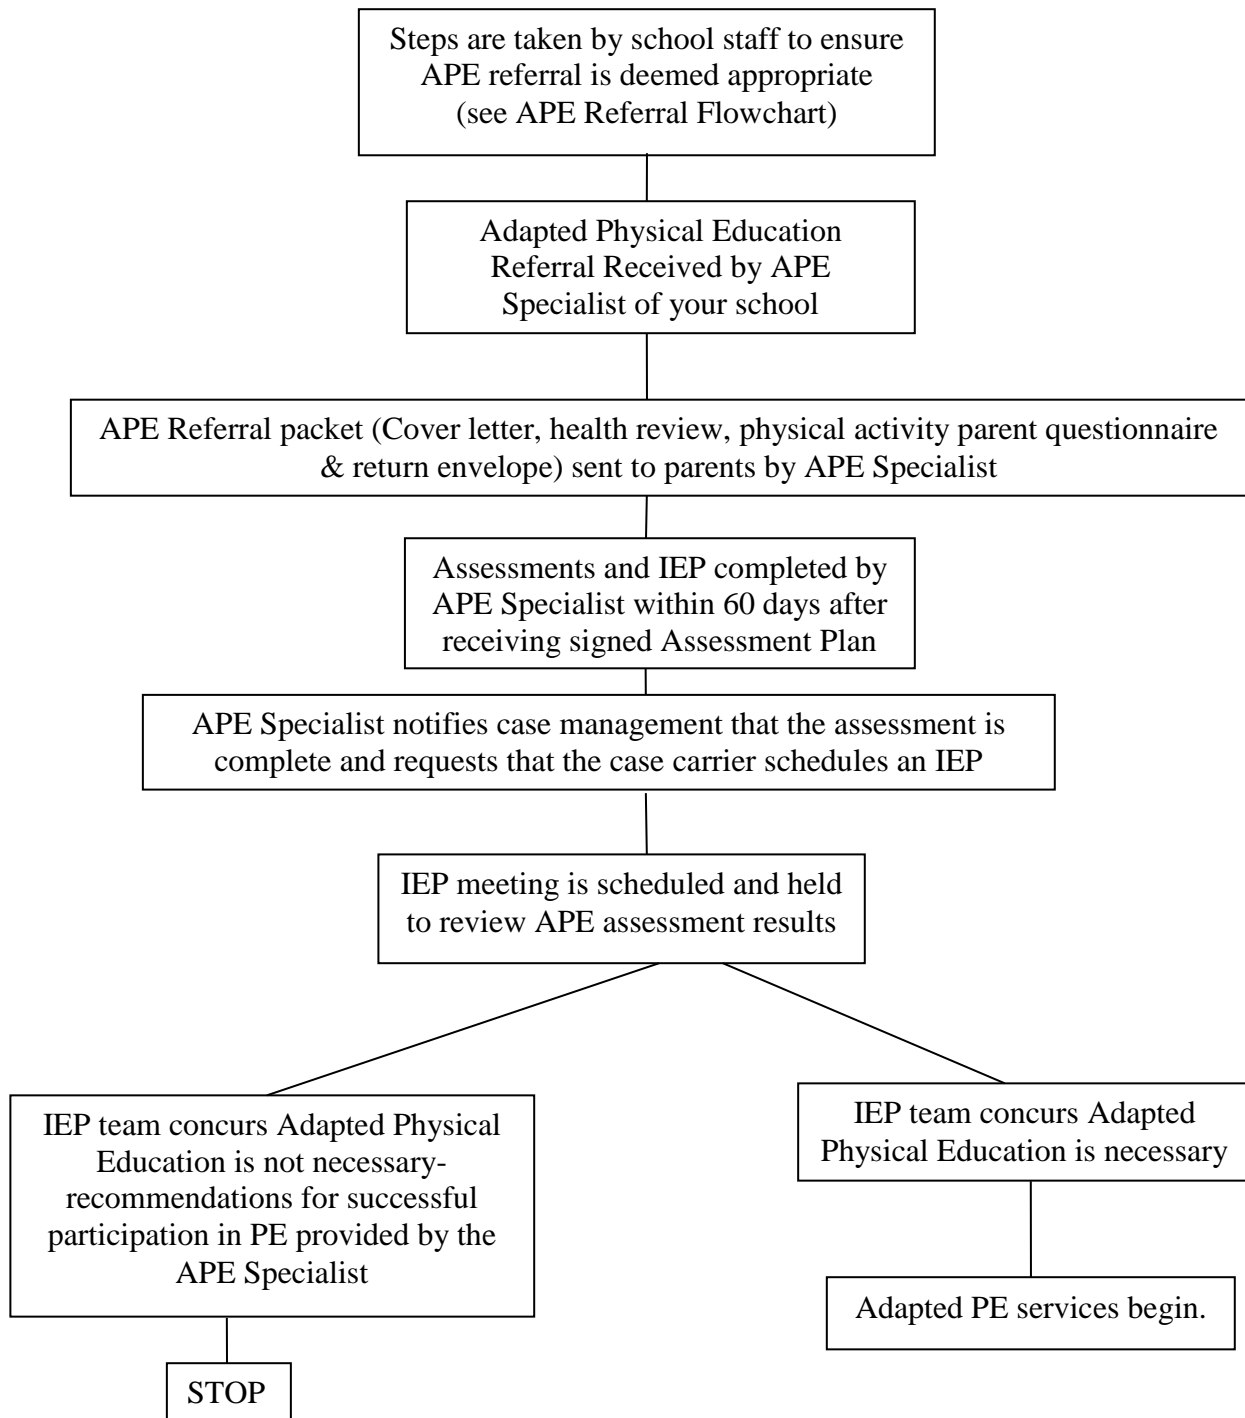 Steps are taken by school staff to ensure
APE referral is deemed appropriate
(see APE Referral Flowchart)
Adapted Physical Education
Referral Received by APE
Specialist of your school
APE Referral packet (Cover letter, health review, physical activity parent questionnaire
& return envelope) sent to parents by APE Specialist
Assessments and IEP completed by
APE Specialist within 60 days after
receiving signed Assessment Plan
APE Specialist notifies case management that the assessment is
complete and requests that the case carrier schedules an IEP
IEP meeting is scheduled and held
to review APE assessment results
IEP team concurs Adapted Physical
Education is not necessary-
recommendations for successful
participation in PE provided by the
APE Specialist
STOP
IEP team concurs Adapted
Physical Education is necessary
Adapted PE services begin.